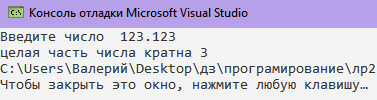 Консоль отладки Microsoft Visual Studio
Введите число  123.123
целая часть числа кратна 3
C:\Users\Валерий\Desktop\дз\програмирование\лр2
Чтобы закрыть это окно, нажмите любую клавишу…